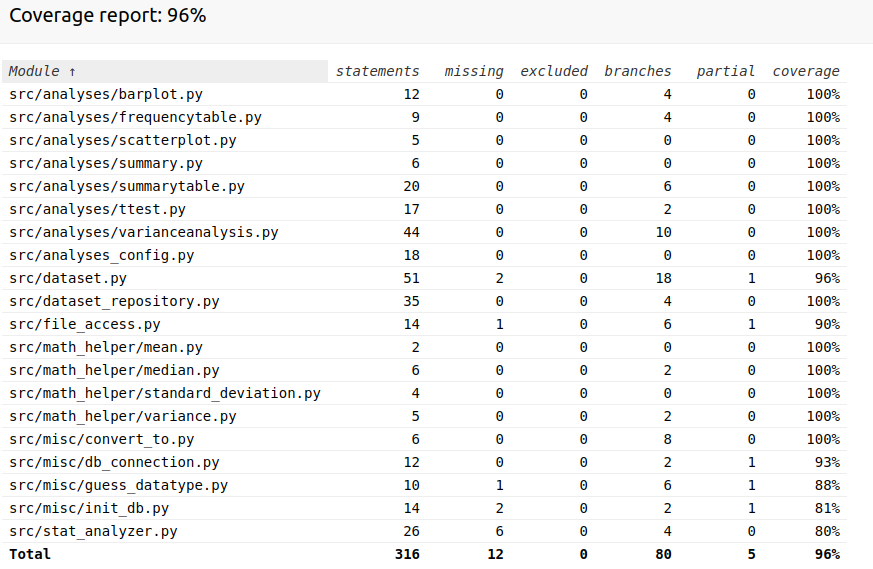 Coverage report: 96%
Module ↑ statements missing excluded branches partial coverage
src/analyses/barplot.py 12 0 0 4 0 100%
src/analyses/frequencytable.py 9 0 0 4 0 100%
src/analyses/scatterplot.py 5 0 0 0 0 100%
src/analyses/summary.py 6 0 0 0 0 100%
src/analyses/summarytable.py 20 0 0 6 0 100%
src/analyses/ttest.py 17 0 0 2 0 100%
src/analyses/varianceanalysis.py 44 0 0 10 0 100%
src/analyses_config.py 18 0 0 0 0 100%
src/dataset.py 51 2 0 18 1 96%
src/dataset_repository.py 35 0 0 4 0 100%
src/file_access.py 14 1 0 6 1 90%
src/math_helper/mean.py 2 0 0 0 0 100%
src/math_helper/median.py 6 0 0 2 0 100%
src/math_helper/standard_deviation.py 4 0 0 0 0 100%
src/math_helper/variance.py 5 0 0 2 0 100%
src/misc/convert_to.py 6 0 0 8 0 100%
src/misc/db_connection.py 12 0 0 2 1 93%
src/misc/guess_datatype.py 10 1 0 6 1 88%
src/misc/init_db.py 14 2 0 2 1 81%
src/stat_analyzer.py 26 6 0 4 0 80%
Total 316 12 0 80 5 96%